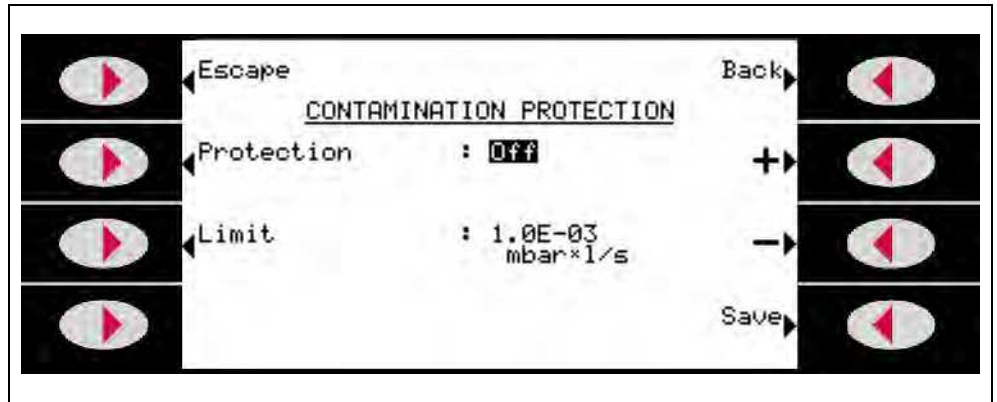 Escape Back
CONTAMINATION PROTECTION
Protection : Off +
Limit : 1.0E-03 −
mbar×l/s
Save